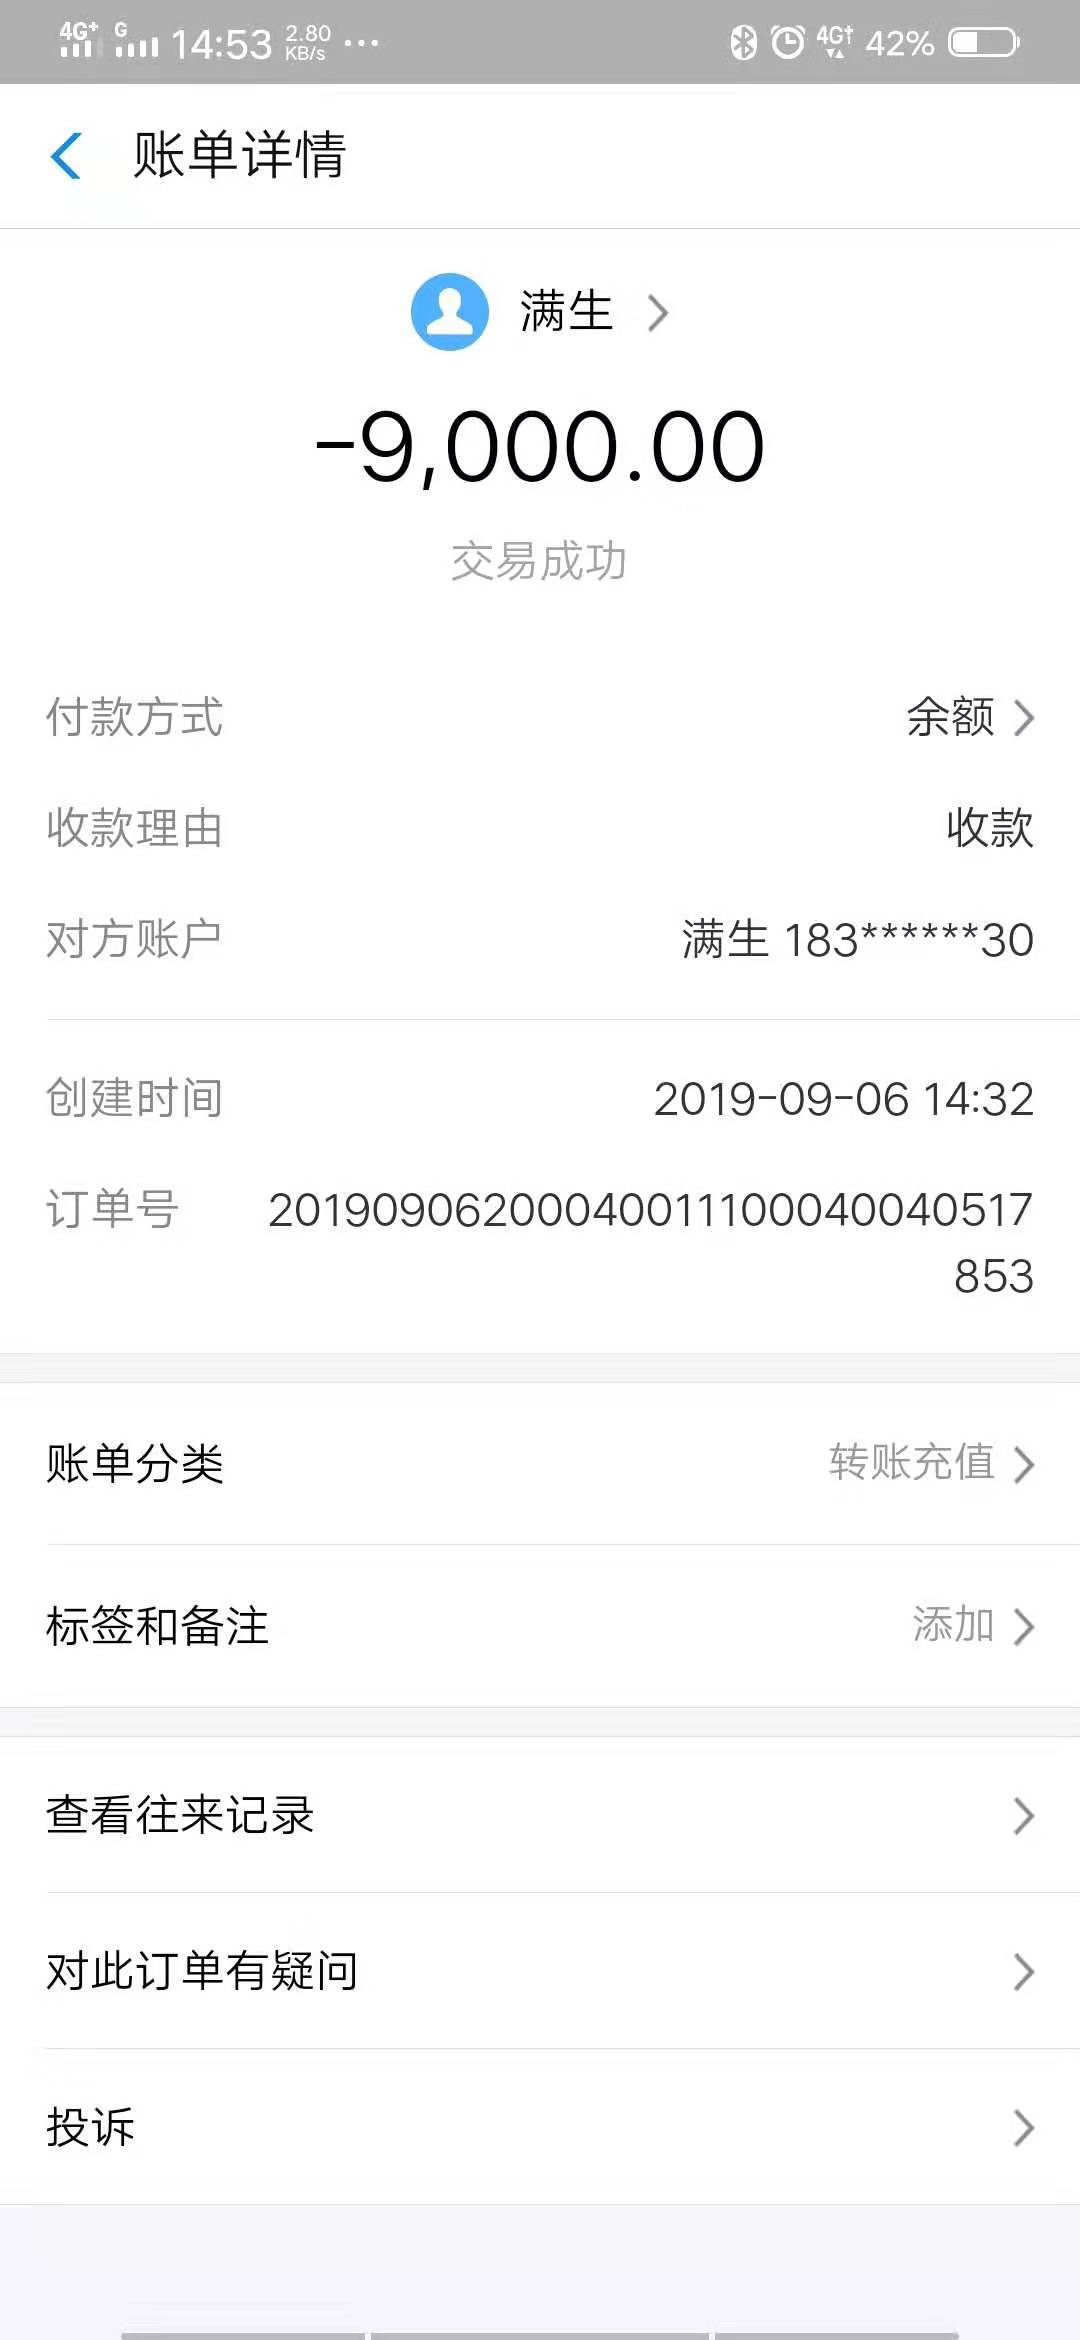 4G+ G 14:53 2.80 KB/s ... 4G 42%
账单详情
满生
-9,000.00
交易成功
付款方式 余额
收款理由 收款
对方账户 满生 183******30
创建时间 2019-09-06 14:32
订单号 20190906200040011100040040517
853
账单分类 转账充值
标签和备注 添加
查看往来记录
对此订单有疑问
投诉